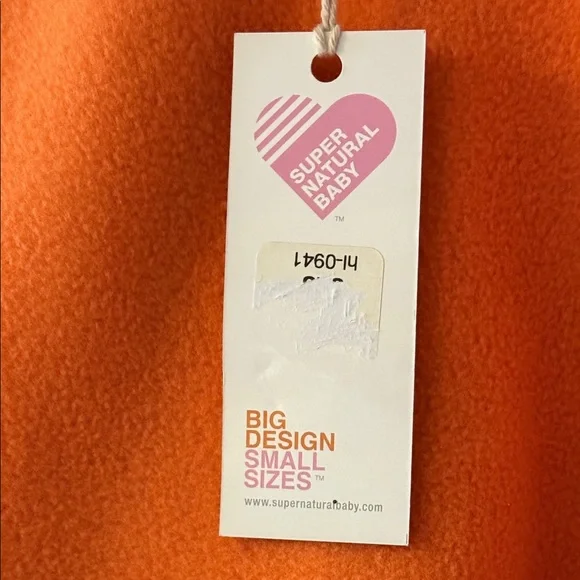 SUPER
NATURAL
BABY
TM
hl-0941
BIG
DESIGN
SMALL
SIZES TM
www.supernaturalbaby.com